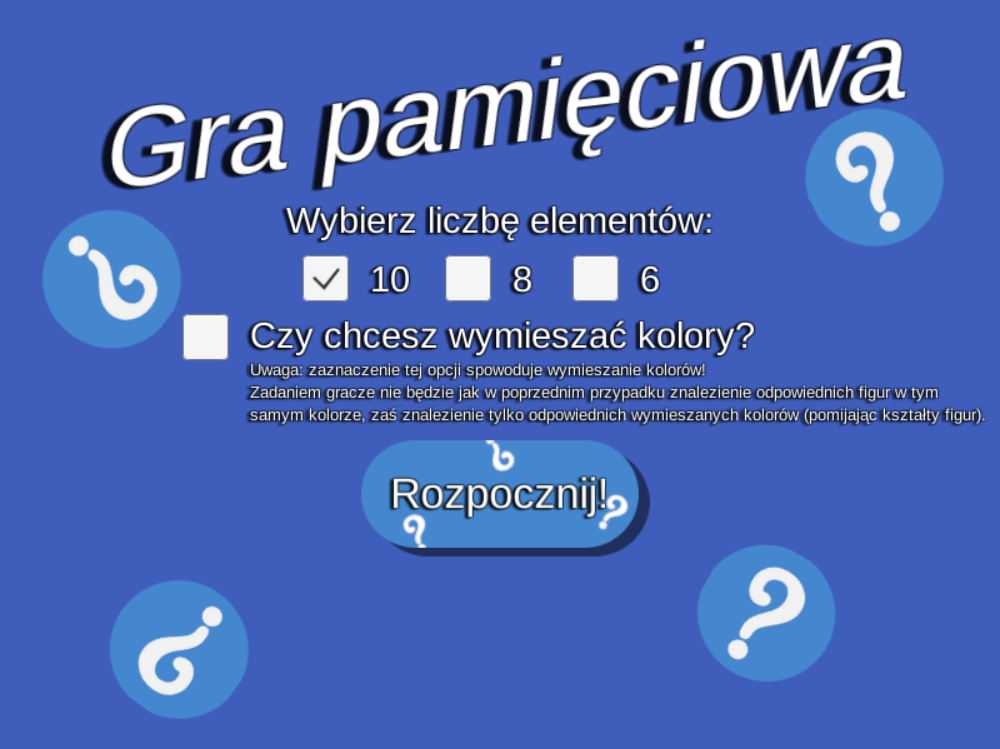 Gra pamięciowa
Wybierz liczbę elementów:
10 8 6
Czy chcesz wymieszać kolory?
Uwaga: zaznaczenie tej opcji spowoduje wymieszanie kolorów!
Zadaniem gracze nie będzie jak w poprzednim przypadku znalezienie odpowiednich figur w tym
samym kolorze, zaś znalezienie tylko odpowiednich wymieszanych kolorów (pomijając kształty figur).
Rozpocznij!